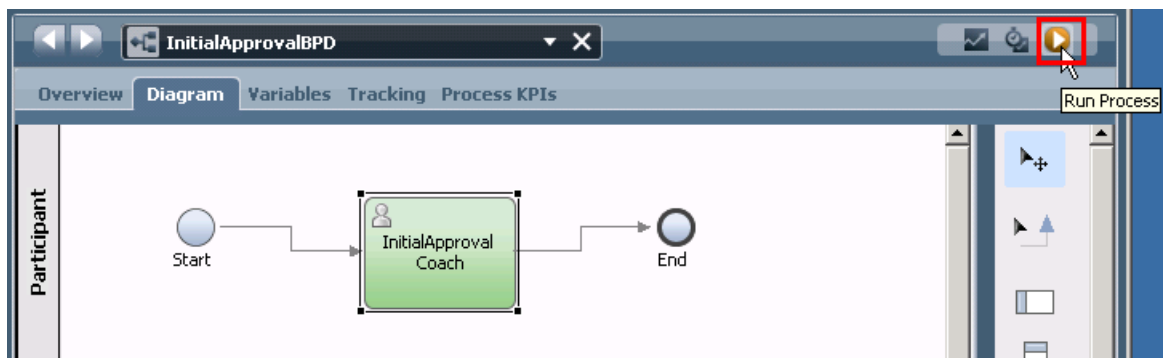 InitialApprovalBPD
Overview Diagram Variables Tracking Process KPIs
Run Process
Participant
Start
InitialApproval
Coach
End